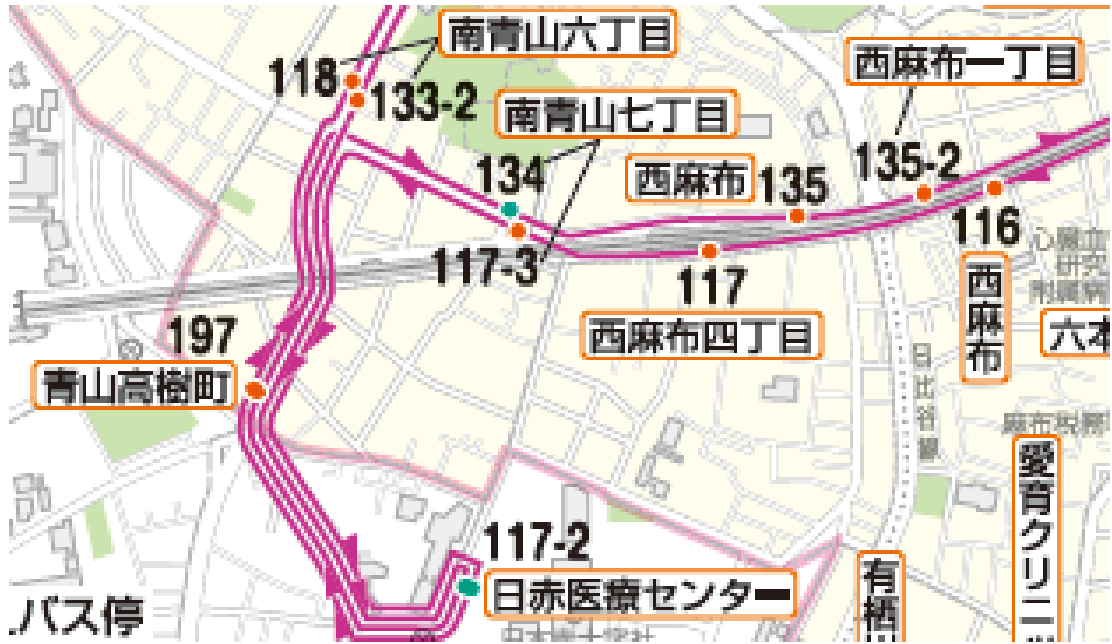 南青山六丁目
118
133-2
西麻布一丁目
南青山七丁目
134
西麻布
135
135-2
116
117-3
117
西麻布
西麻布四丁目
六本
197
青山高樹町
日比谷線
愛育クリニ
117-2
日赤医療センター
有栖
バス停